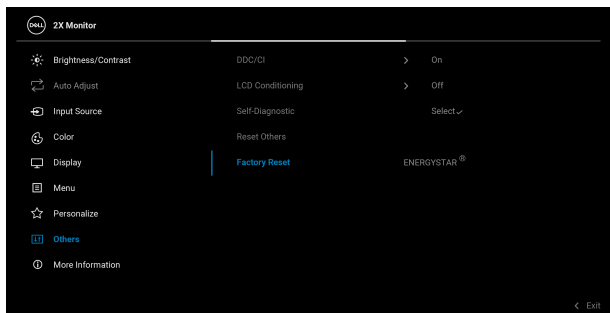 DELL 2X Monitor
Brightness/Contrast
Auto Adjust
Input Source
Color
Display
Menu
Personalize
Others
More Information
DDC/CI > On
LCD Conditioning > Off
Self-Diagnostic Select✓
Reset Others
Factory Reset ENERGYSTAR®
< Exit